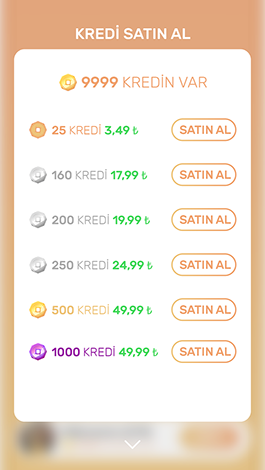 KREDİ SATIN AL
9999 KREDİN VAR
25 KREDİ 3,49 ₺ SATIN AL
160 KREDİ 17,99 ₺ SATIN AL
200 KREDİ 19,99 ₺ SATIN AL
250 KREDİ 24,99 ₺ SATIN AL
500 KREDİ 49,99 ₺ SATIN AL
1000 KREDİ 49,99 ₺ SATIN AL